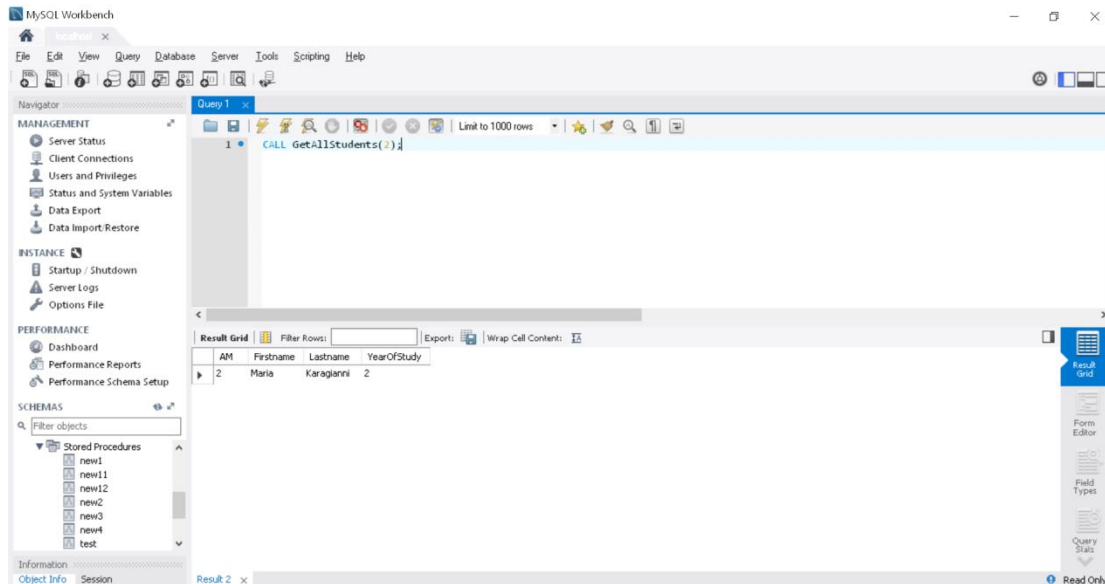 MySQL Workbench
localhost
File Edit View Query Database Server Tools Scripting Help
Navigator
MANAGEMENT
Server Status
Client Connections
Users and Privileges
Status and System Variables
Data Export
Data Import/Restore
INSTANCE
Startup / Shutdown
Server Logs
Options File
PERFORMANCE
Dashboard
Performance Reports
Performance Schema Setup
SCHEMAS
Filter objects
Stored Procedures
new1
new11
new12
new2
new3
new4
test
Information
Object Info Session
Query 1
Limit to 1000 rows
1 CALL GetAllStudents(2);
Result Grid Filter Rows: Export: Wrap Cell Content:
AM Firstname Lastname YearOfStudy
2 Maria Karagianni 2
Result Grid
Form Editor
Field Types
Query Stats
Result 2
Read Only